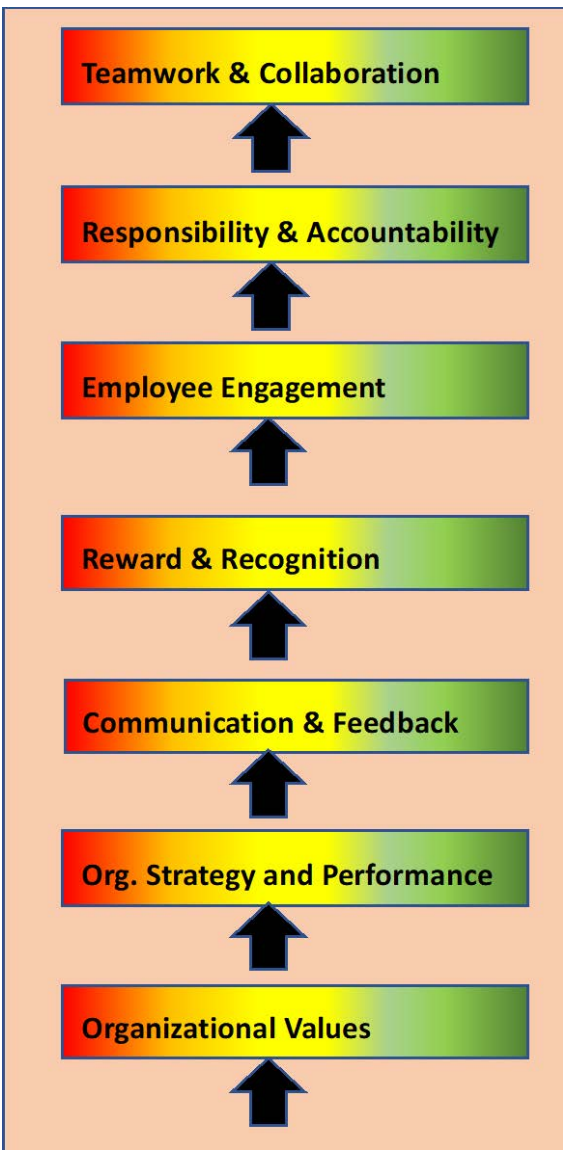 Teamwork & Collaboration
Responsibility & Accountability
Employee Engagement
Reward & Recognition
Communication & Feedback
Org. Strategy and Performance
Organizational Values